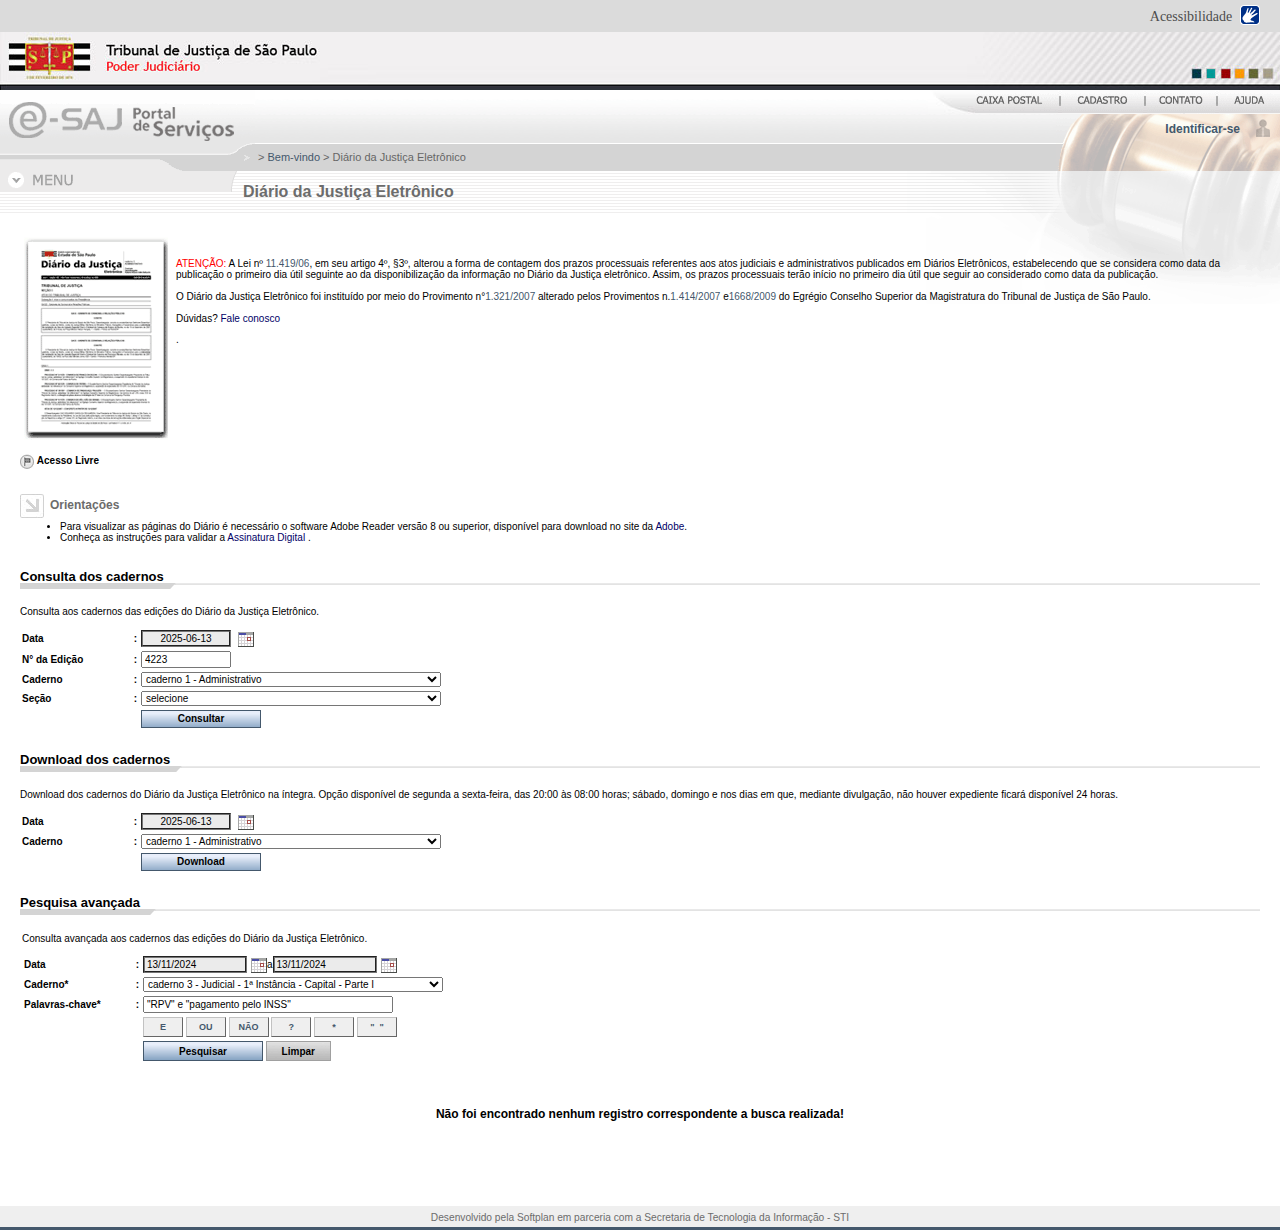 Acessibilidade
TRIBUNAL DE JUSTIÇA
S P
3 DE FEVEREIRO DE 1874
Tribunal de Justiça de São Paulo
Poder Judiciário
CAIXA POSTAL | CADASTRO | CONTATO | AJUDA
e-SAJ Portal de Serviços
Identificar-se
> Bem-vindo > Diário da Justiça Eletrônico
MENU
Diário da Justiça Eletrônico
Diário da Justiça
Eletrônico
ATENÇÃO: A Lei nº 11.419/06, em seu artigo 4º, §3º, alterou a forma de contagem dos prazos processuais referentes aos atos judiciais e administrativos publicados em Diários Eletrônicos, estabelecendo que se considera como data da
publicação o primeiro dia útil seguinte ao da disponibilização da informação no Diário da Justiça eletrônico. Assim, os prazos processuais terão início no primeiro dia útil que seguir ao considerado como data da publicação.
O Diário da Justiça Eletrônico foi instituído por meio do Provimento n°1.321/2007 alterado pelos Provimentos n.1.414/2007 e1668/2009 do Egrégio Conselho Superior da Magistratura do Tribunal de Justiça de São Paulo.
Dúvidas? Fale conosco
.
Acesso Livre
Orientações
• Para visualizar as páginas do Diário é necessário o software Adobe Reader versão 8 ou superior, disponível para download no site da Adobe.
• Conheça as instruções para validar a Assinatura Digital .
Consulta dos cadernos
Consulta aos cadernos das edições do Diário da Justiça Eletrônico.
Data : 2025-06-13
N° da Edição : 4223
Caderno : caderno 1 - Administrativo
Seção : selecione
Consultar
Download dos cadernos
Download dos cadernos do Diário da Justiça Eletrônico na íntegra. Opção disponível de segunda a sexta-feira, das 20:00 às 08:00 horas; sábado, domingo e nos dias em que, mediante divulgação, não houver expediente ficará disponível 24 horas.
Data : 2025-06-13
Caderno : caderno 1 - Administrativo
Download
Pesquisa avançada
Consulta avançada aos cadernos das edições do Diário da Justiça Eletrônico.
Data : 13/11/2024 a 13/11/2024
Caderno* : caderno 3 - Judicial - 1ª Instância - Capital - Parte I
Palavras-chave* : "RPV" e "pagamento pelo INSS"
E OU NÃO ? * " "
Pesquisar Limpar
Não foi encontrado nenhum registro correspondente a busca realizada!
Desenvolvido pela Softplan em parceria com a Secretaria de Tecnologia da Informação - STI